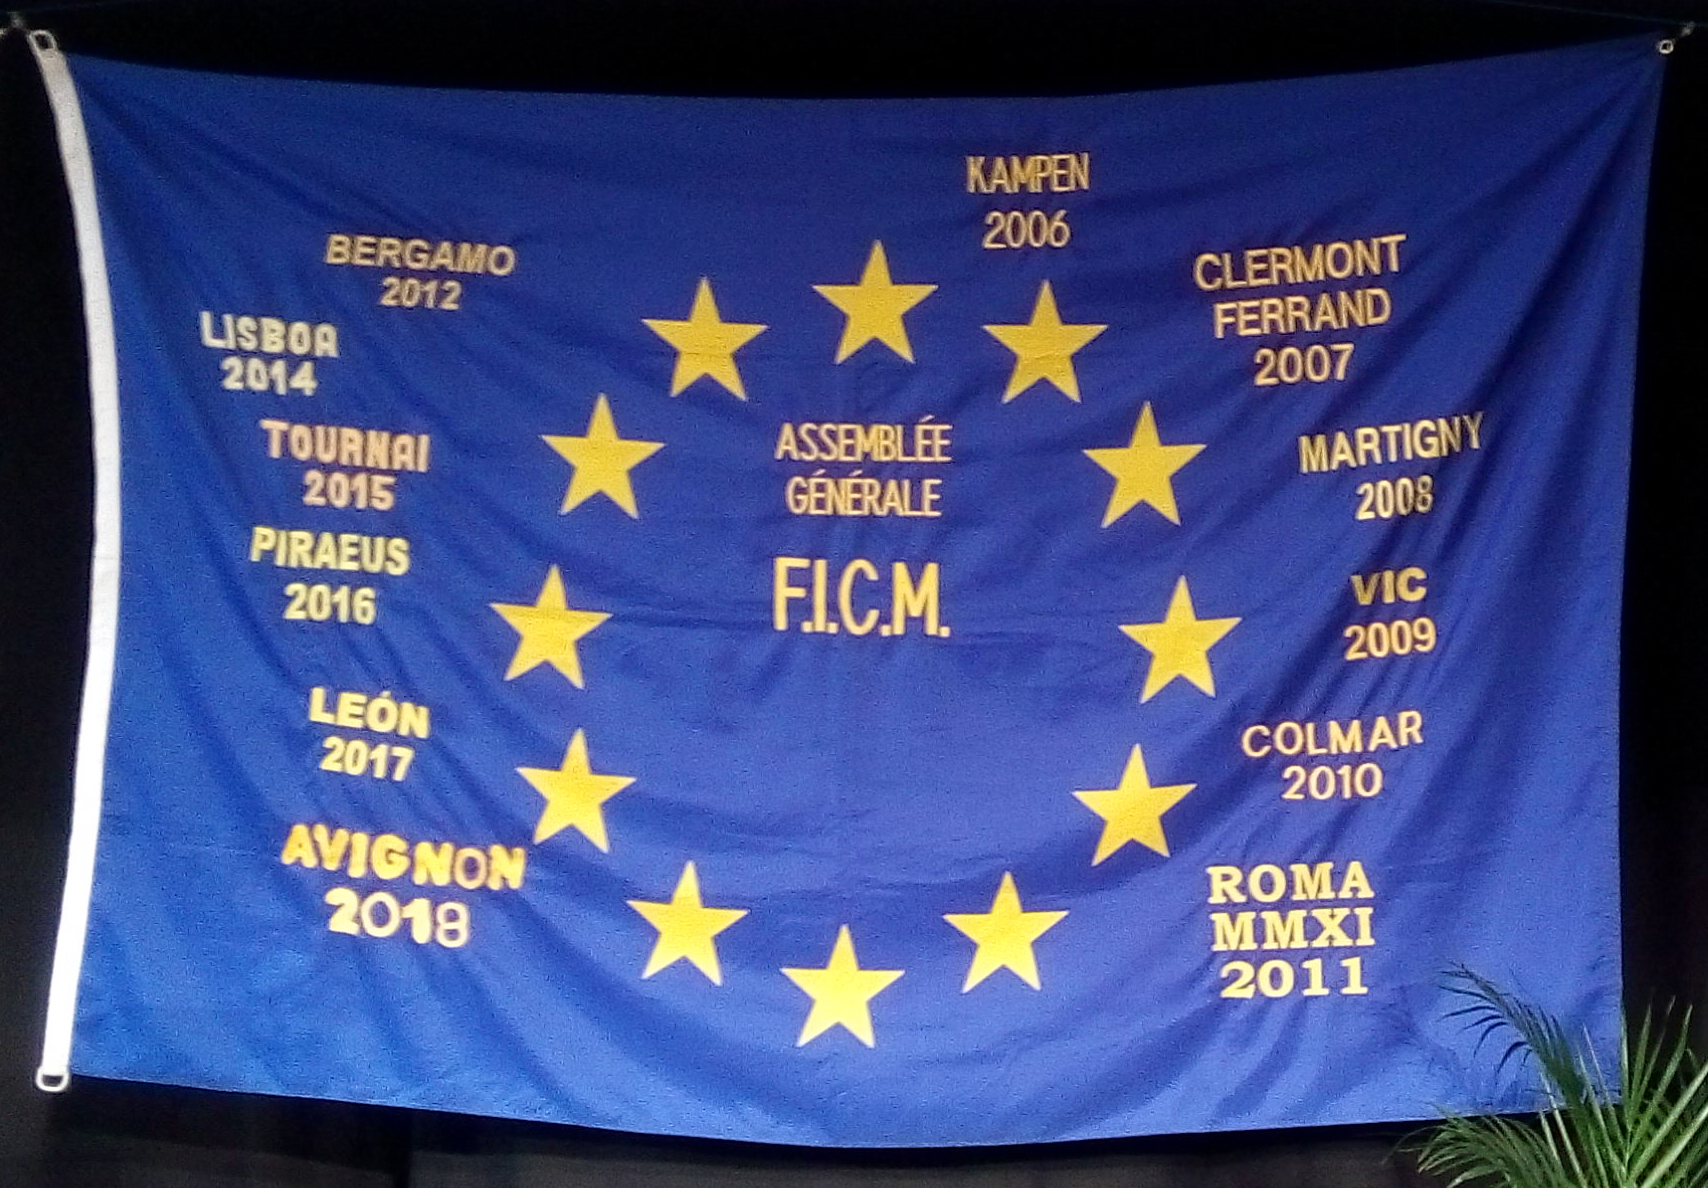 KAMPEN
2006
CLERMONT
FERRAND
2007
MARTIGNY
2008
VIC
2009
COLMAR
2010
ROMA
MMXI
2011
BERGAMO
2012
LISBOA
2014
TOURNAI
2015
PIRAEUS
2016
LEÓN
2017
AVIGNON
2018
ASSEMBLÉE
GÉNÉRALE
F.I.C.M.